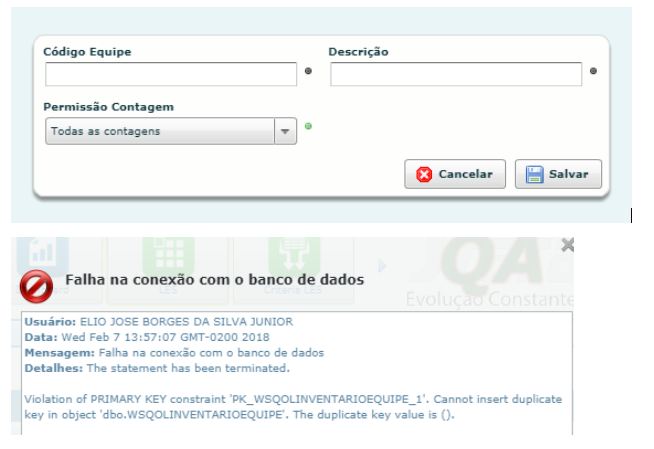 Código Equipe
Descrição
Permissão Contagem
Todas as contagens
Cancelar
Salvar
QA
Falha na conexão com o banco de dados
Evolução Constante
Usuário: ELIO JOSE BORGES DA SILVA JUNIOR
Data: Wed Feb 7 13:57:07 GMT-0200 2018
Mensagem: Falha na conexão com o banco de dados
Detalhes: The statement has been terminated.
Violation of PRIMARY KEY constraint 'PK_WSQOLINVENTARIOEQUIPE_1'. Cannot insert duplicate
key in object 'dbo.WSQOLINVENTARIOEQUIPE'. The duplicate key value is ().